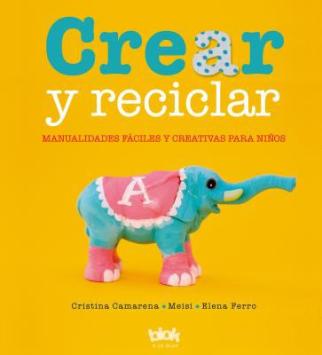 Crear
y reciclar
MANUALIDADES FÁCILES Y CREATIVAS PARA NIÑOS
A
Cristina Camarena • Meisi • Elena Ferro
blok